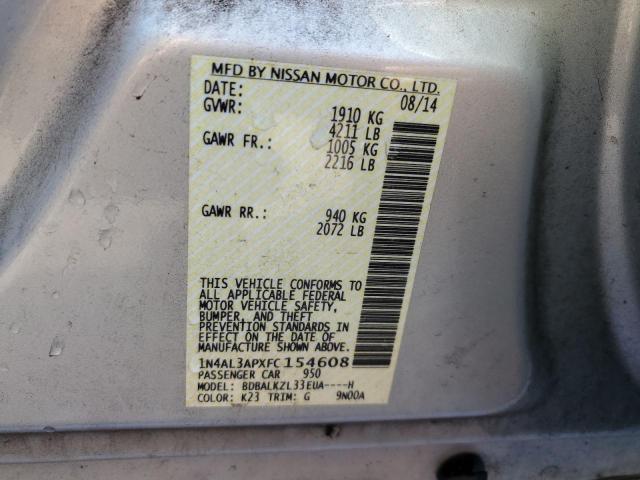 MFD BY NISSAN MOTOR CO., LTD.
DATE: 08/14
GVWR: 1910 KG
4211 LB
GAWR FR.: 1005 KG
2216 LB
GAWR RR.: 940 KG
2072 LB
THIS VEHICLE CONFORMS TO
ALL APPLICABLE FEDERAL
MOTOR VEHICLE SAFETY,
BUMPER, AND THEFT
PREVENTION STANDARDS IN
EFFECT ON THE DATE OF
MANUFACTURE SHOWN ABOVE.
1N4AL3APXFC154608
PASSENGER CAR 950
MODEL: BDBALKZL33EUA----H
COLOR: K23 TRIM: G 9N00A